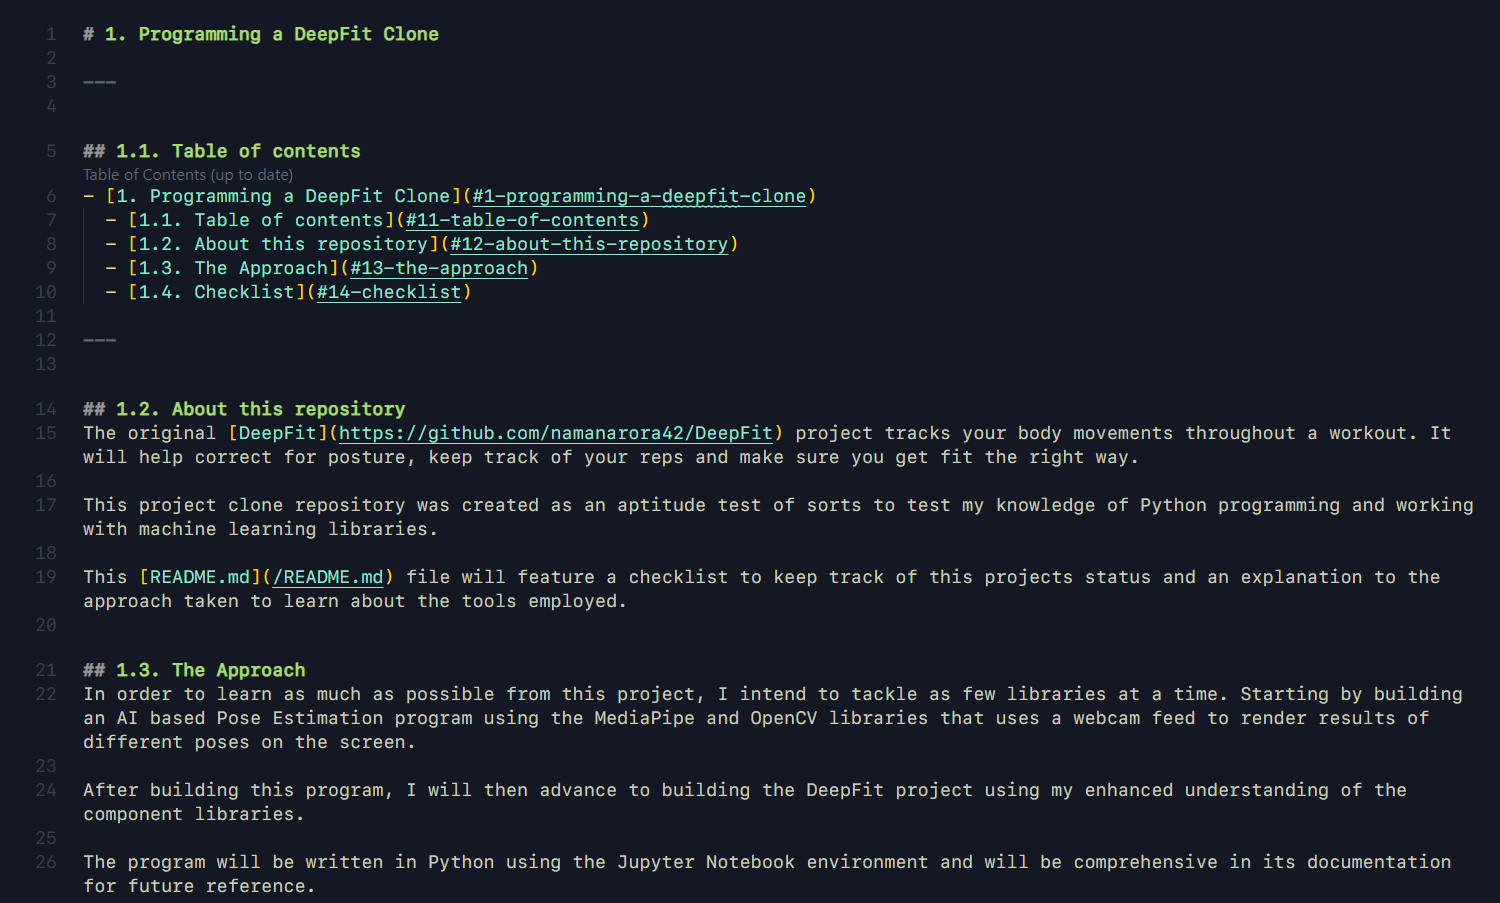 1 # 1. Programming a DeepFit Clone
2
3 ---
4
5 ## 1.1. Table of contents
Table of Contents (up to date)
6 - [1. Programming a DeepFit Clone](#1-programming-a-deepfit-clone)
7 - [1.1. Table of contents](#11-table-of-contents)
8 - [1.2. About this repository](#12-about-this-repository)
9 - [1.3. The Approach](#13-the-approach)
10 - [1.4. Checklist](#14-checklist)
11
12 ---
13
14 ## 1.2. About this repository
15 The original [DeepFit](https://github.com/namanarora42/DeepFit) project tracks your body movements throughout a workout. It
will help correct for posture, keep track of your reps and make sure you get fit the right way.
16
17 This project clone repository was created as an aptitude test of sorts to test my knowledge of Python programming and working
with machine learning libraries.
18
19 This [README.md](/README.md) file will feature a checklist to keep track of this projects status and an explanation to the
approach taken to learn about the tools employed.
20
21 ## 1.3. The Approach
22 In order to learn as much as possible from this project, I intend to tackle as few libraries at a time. Starting by building
an AI based Pose Estimation program using the MediaPipe and OpenCV libraries that uses a webcam feed to render results of
different poses on the screen.
23
24 After building this program, I will then advance to building the DeepFit project using my enhanced understanding of the
component libraries.
25
26 The program will be written in Python using the Jupyter Notebook environment and will be comprehensive in its documentation
for future reference.